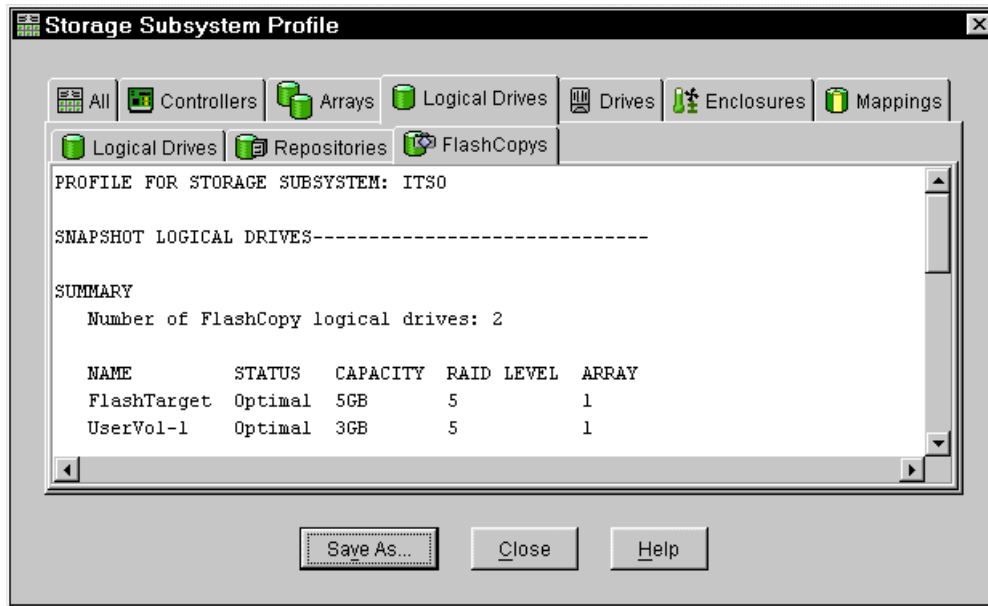 Storage Subsystem Profile
All Controllers Arrays Logical Drives Drives Enclosures Mappings
Logical Drives Repositories FlashCopys
PROFILE FOR STORAGE SUBSYSTEM: ITSO
SNAPSHOT LOGICAL DRIVES------------------------------
SUMMARY
Number of FlashCopy logical drives: 2
NAME STATUS CAPACITY RAID LEVEL ARRAY
FlashTarget Optimal 5GB 5 1
UserVol-1 Optimal 3GB 5 1
Save As... Close Help